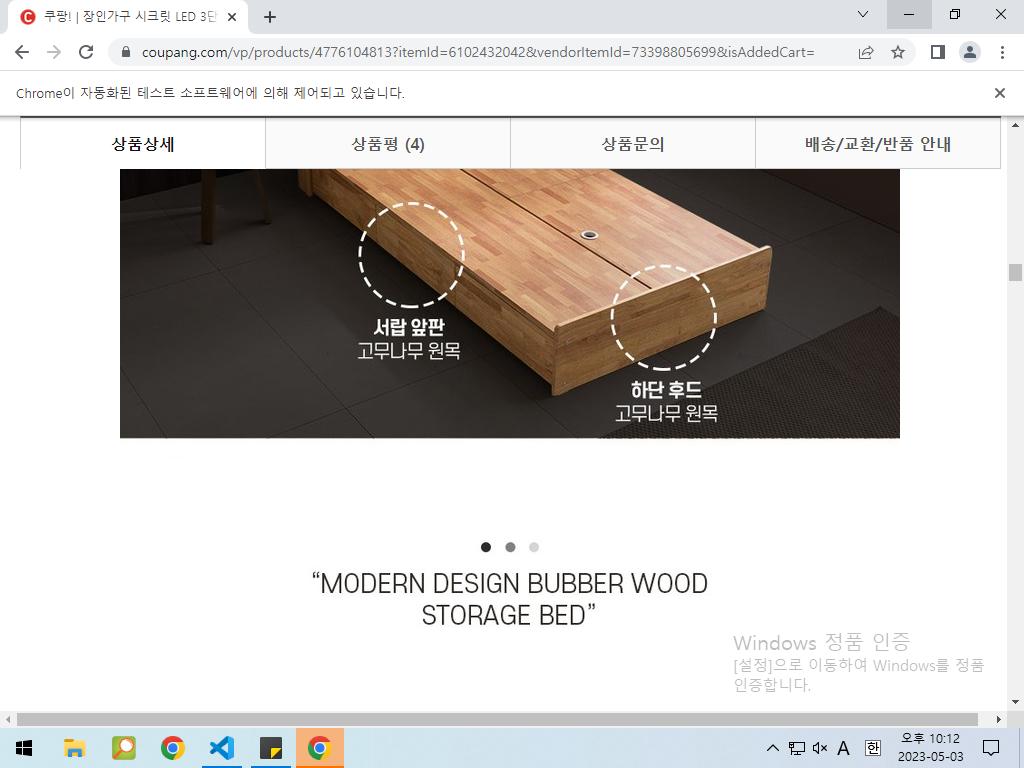 쿠팡! | 장인가구 시크릿 LED 3단
coupang.com/vp/products/4776104813?itemId=6102432042&vendorItemId=73398805699&isAddedCart=
Chrome이 자동화된 테스트 소프트웨어에 의해 제어되고 있습니다.
상품상세
상품평 (4)
상품문의
배송/교환/반품 안내
서랍 앞판
고무나무 원목
하단 후드
고무나무 원목
“MODERN DESIGN BUBBER WOOD
STORAGE BED”
Windows 정품 인증
[설정]으로 이동하여 Windows를 정품
인증합니다.
A
한
오후 10:12
2023-05-03